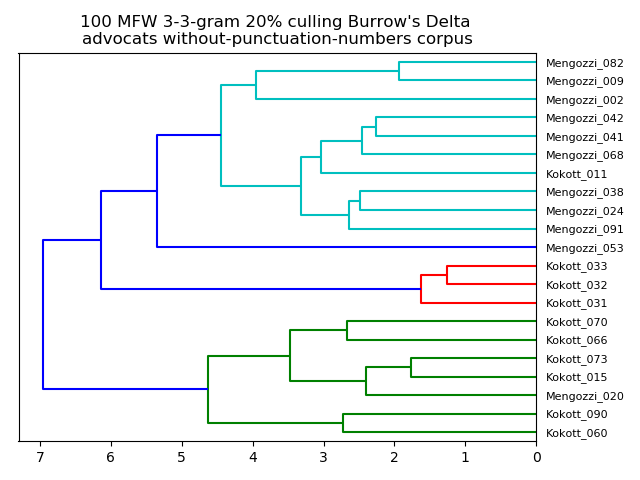 100 MFW 3-3-gram 20% culling Burrow's Delta
advocats without-punctuation-numbers corpus
Mengozzi_082
Mengozzi_009
Mengozzi_002
Mengozzi_042
Mengozzi_041
Mengozzi_068
Kokott_011
Mengozzi_038
Mengozzi_024
Mengozzi_091
Mengozzi_053
Kokott_033
Kokott_032
Kokott_031
Kokott_070
Kokott_066
Kokott_073
Kokott_015
Mengozzi_020
Kokott_090
Kokott_060
7 6 5 4 3 2 1 0